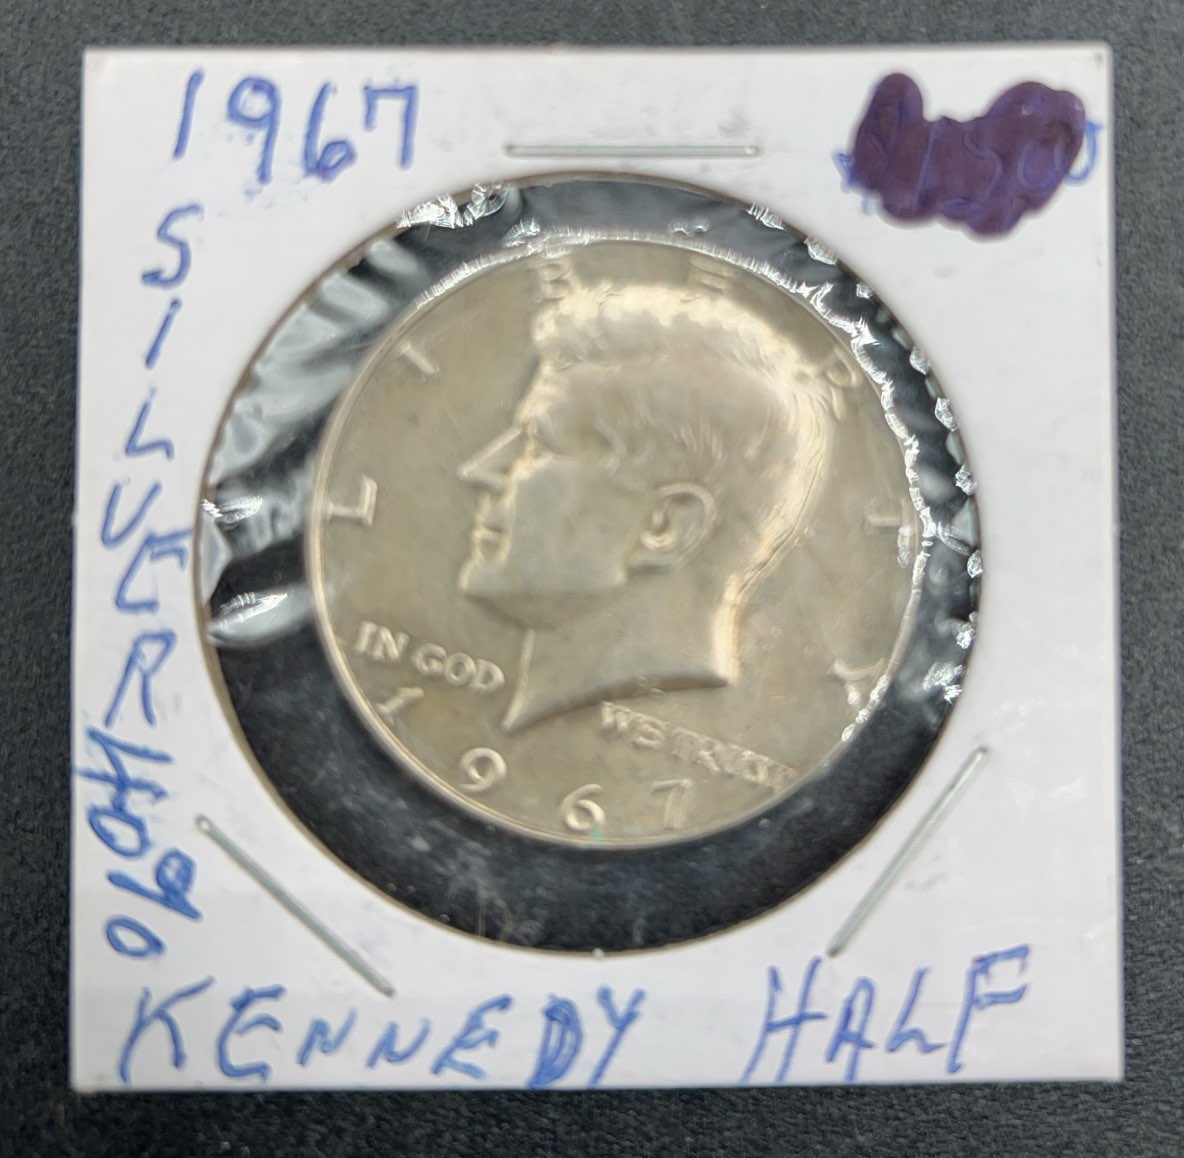 1967
SILVER
40%
LIBERTY
IN GOD WE TRUST
1967
KENNEDY HALF